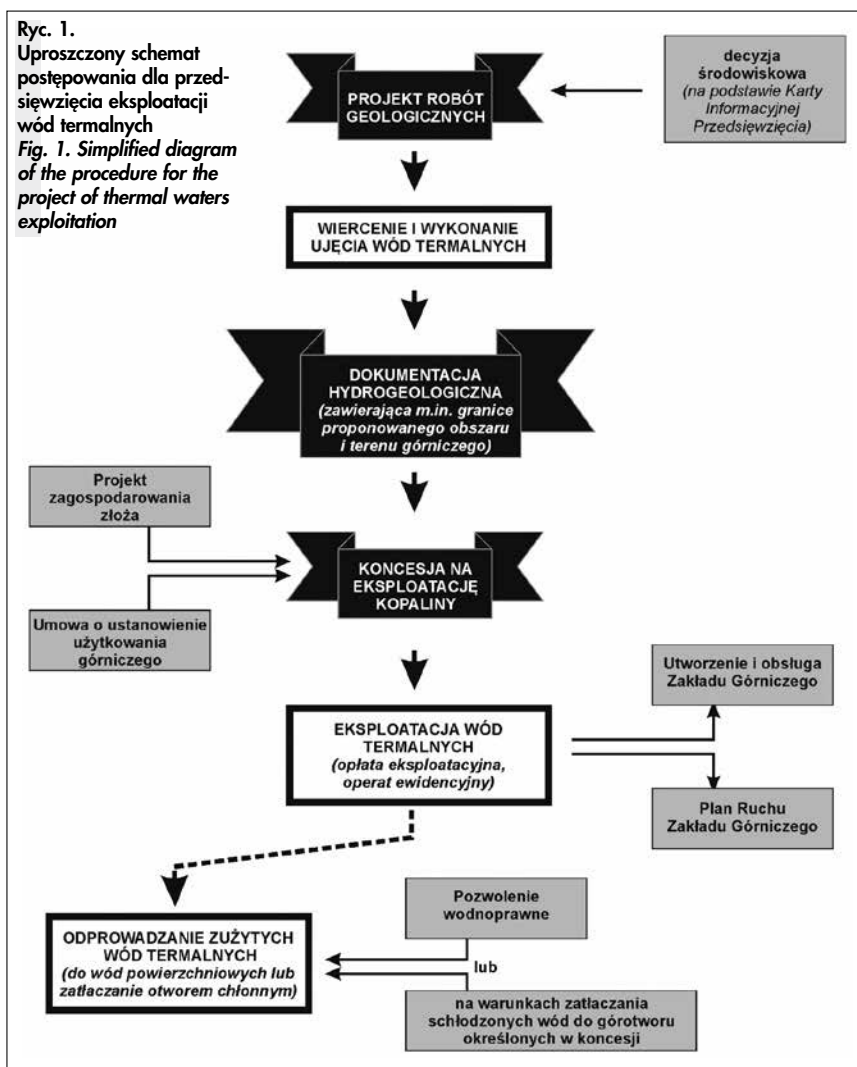 Ryc. 1.
Uproszczony schemat
postępowania dla przed-
sięwzięcia eksploatacji
wód termalnych
Fig. 1. Simplified diagram
of the procedure for the
project of thermal waters
exploitation
PROJEKT ROBÓT
GEOLOGICZNYCH
decyzja
środowiskowa
(na podstawie Karty
Informacyjnej
Przedsięwzięcia)
WIERCENIE I WYKONANIE
UJĘCIA WÓD TERMALNYCH
DOKUMENTACJA
HYDROGEOLOGICZNA
(zawierająca m.in. granice
proponowanego obszaru
i terenu górniczego)
Projekt
zagospodarowania
złoża
Umowa o ustanowienie
użytkowania
górniczego
KONCESJA NA
EKSPLOATACJĘ
KOPALINY
EKSPLOATACJA WÓD
TERMALNYCH
(opłata eksploatacyjna,
operat ewidencyjny)
Utworzenie i obsługa
Zakładu Górniczego
Plan Ruchu
Zakładu Górniczego
ODPROWADZANIE ZUŻYTYCH
WÓD TERMALNYCH
(do wód powierzchniowych lub
zatłaczanie otworem chłonnym)
Pozwolenie
wodnoprawne
lub
na warunkach zatłaczania
schłodzonych wód do górotworu
określonych w koncesji